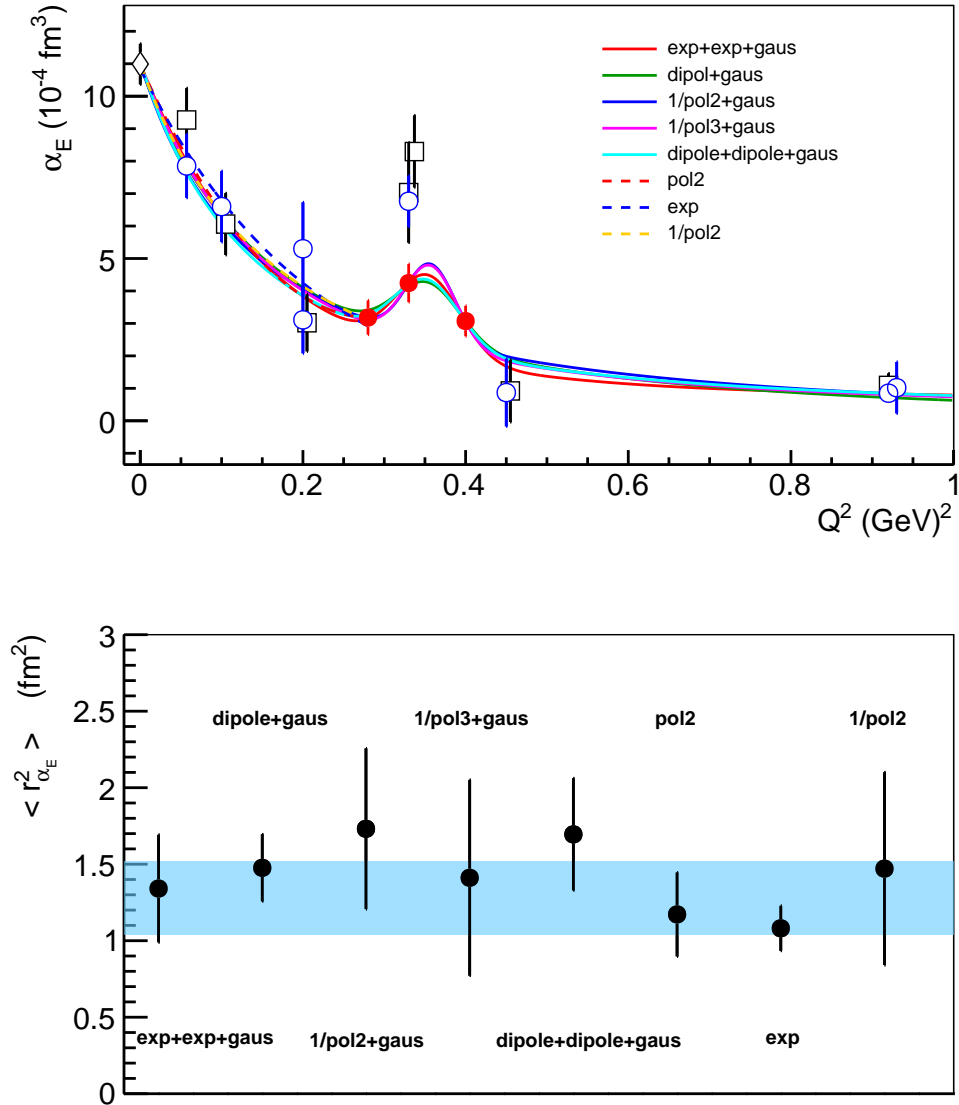 α_E (10^-4 fm^3)
10
5
0
exp+exp+gaus
dipol+gaus
1/pol2+gaus
1/pol3+gaus
dipole+dipole+gaus
pol2
exp
1/pol2
0 0.2 0.4 0.6 0.8 1
Q^2 (GeV)^2
< r^2_α_E > (fm^2)
3
2.5
2
1.5
1
0.5
0
dipole+gaus 1/pol3+gaus pol2 1/pol2
exp+exp+gaus 1/pol2+gaus dipole+dipole+gaus exp